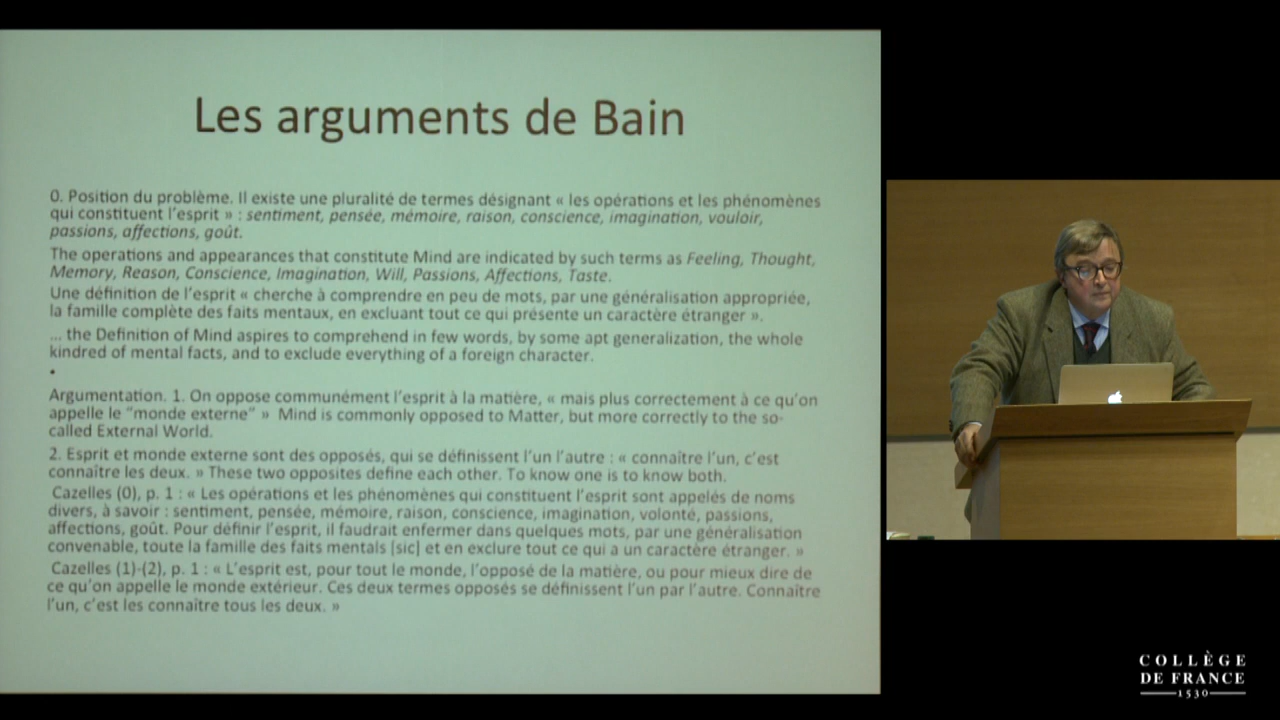 Les arguments de Bain
0. Position du problème. Il existe une pluralité de termes désignant « les opérations et les phénomènes
qui constituent l'esprit » : sentiment, pensée, mémoire, raison, conscience, imagination, vouloir,
passions, affections, goût.
The operations and appearances that constitute Mind are indicated by such terms as Feeling, Thought,
Memory, Reason, Conscience, Imagination, Will, Passions, Affections, Taste.
Une définition de l'esprit « cherche à comprendre en peu de mots, par une généralisation appropriée,
la famille complète des faits mentaux, en excluant tout ce qui présente un caractère étranger ».
... the Definition of Mind aspires to comprehend in few words, by some apt generalization, the whole
kindred of mental facts, and to exclude everything of a foreign character.
•
Argumentation. 1. On oppose communément l'esprit à la matière, « mais plus correctement à ce qu'on
appelle le "monde externe" » Mind is commonly opposed to Matter, but more correctly to the so-
called External World.
2. Esprit et monde externe sont des opposés, qui se définissent l'un l'autre : « connaître l'un, c'est
connaître les deux. » These two opposites define each other. To know one is to know both.
Cazelles (0), p. 1 : « Les opérations et les phénomènes qui constituent l'esprit sont appelés de noms
divers, à savoir : sentiment, pensée, mémoire, raison, conscience, imagination, volonté, passions,
affections, goût. Pour définir l'esprit, il faudrait enfermer dans quelques mots, par une généralisation
convenable, toute la famille des faits mentals [sic] et en exclure tout ce qui a un caractère étranger. »
Cazelles (1)-(2), p. 1 : « L'esprit est, pour tout le monde, l'opposé de la matière, ou pour mieux dire de
ce qu'on appelle le monde extérieur. Ces deux termes opposés se définissent l'un par l'autre. Connaître
l'un, c'est les connaître tous les deux. »
COLLÈGE
DE FRANCE
1530